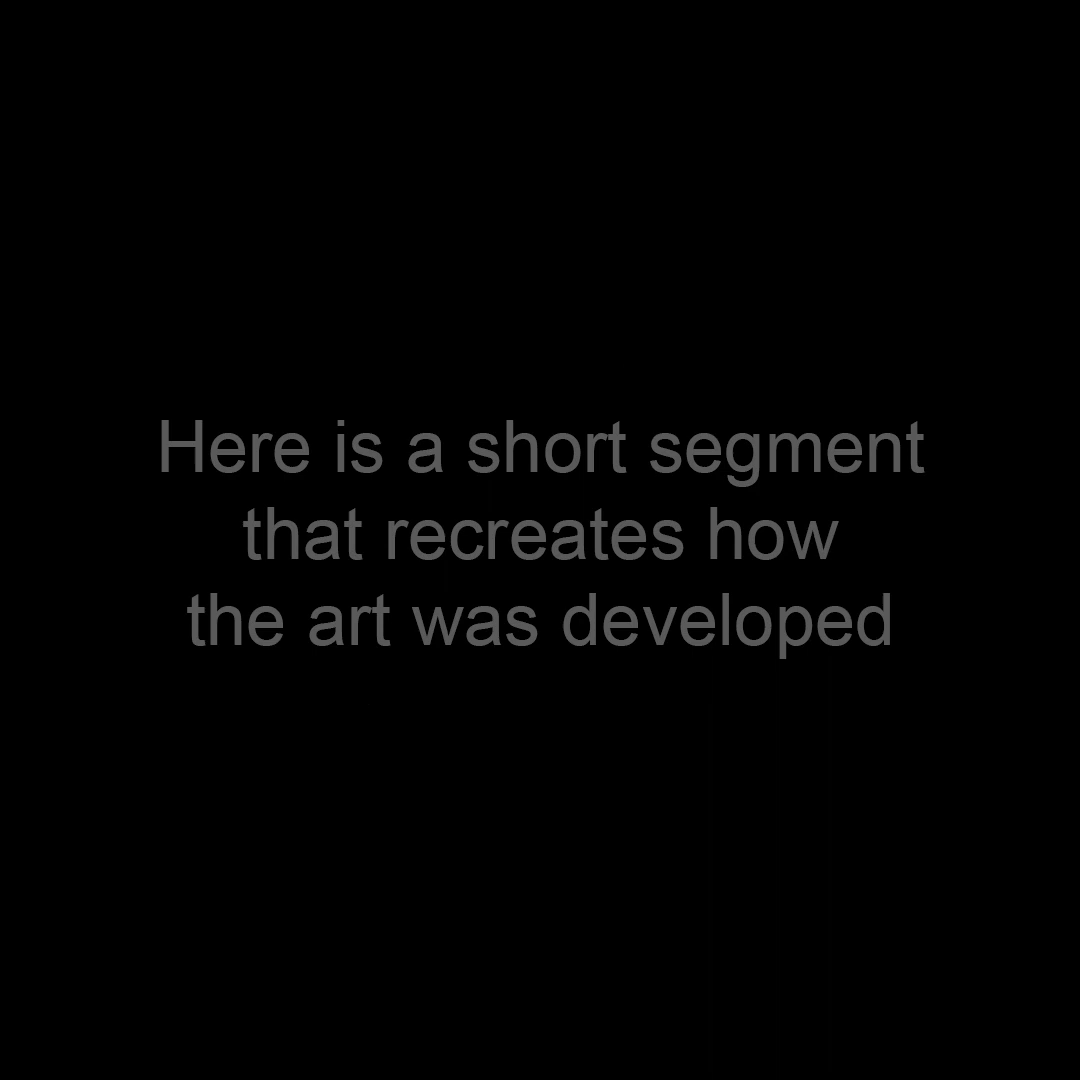 Here is a short segment
that recreates how
the art was developed